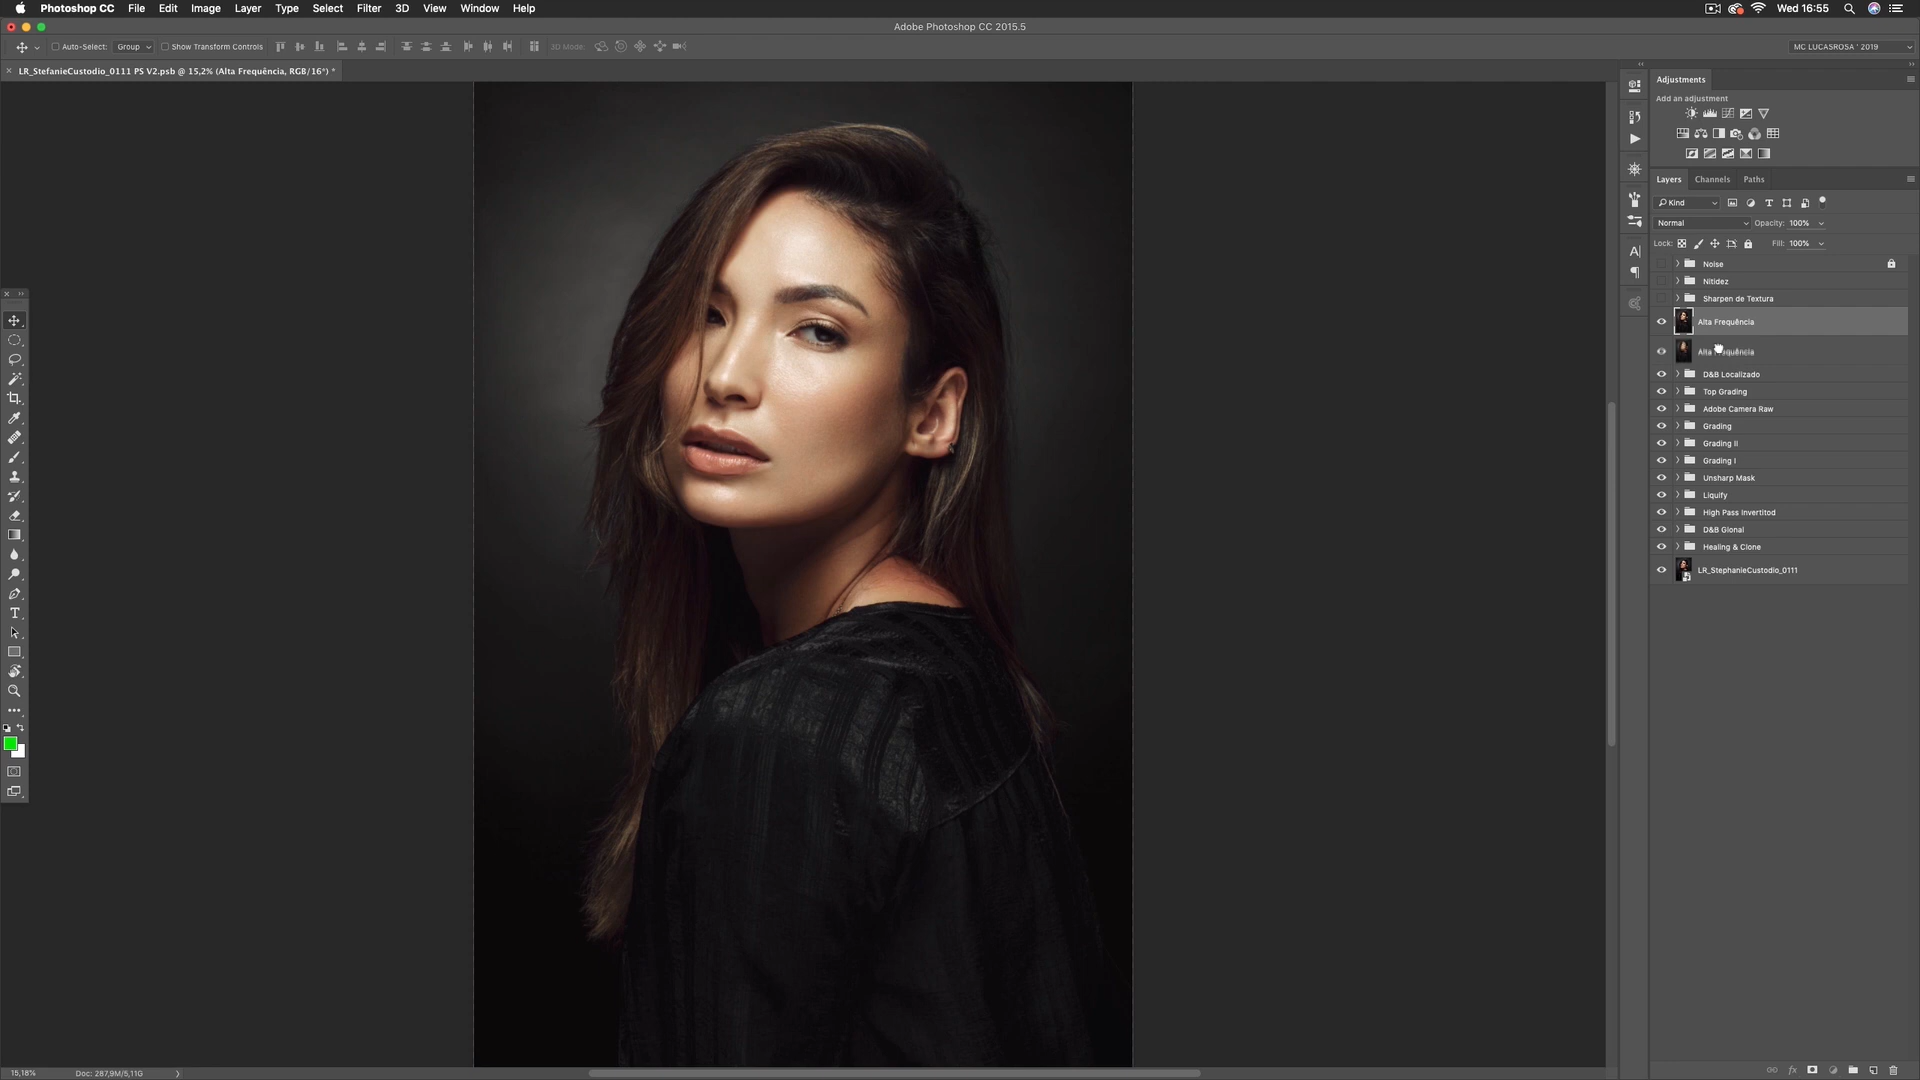 Photoshop CC File Edit Image Layer Type Select Filter 3D View Window Help Wed 16:55
Adobe Photoshop CC 2015.5
Auto-Select: Group Show Transform Controls 3D Mode: MC LUCASROSA ' 2019
LR_StefanieCustodio_0111 PS V2.psb @ 15,2% (Alta Frequência, RGB/16*) *
Adjustments
Add an adjustment
Layers Channels Paths
Kind
Normal Opacity: 100%
Lock: Fill: 100%
Noise
Nitidez
Sharpen de Textura
Alta Frequência
D&B Localizado
Top Grading
Adobe Camera Raw
Grading
Grading II
Grading I
Unsharp Mask
Liquify
High Pass Invertitod
D&B Glonal
Healing & Clone
LR_StephanieCustodio_0111
15,18% Doc: 287,9M/5,11G